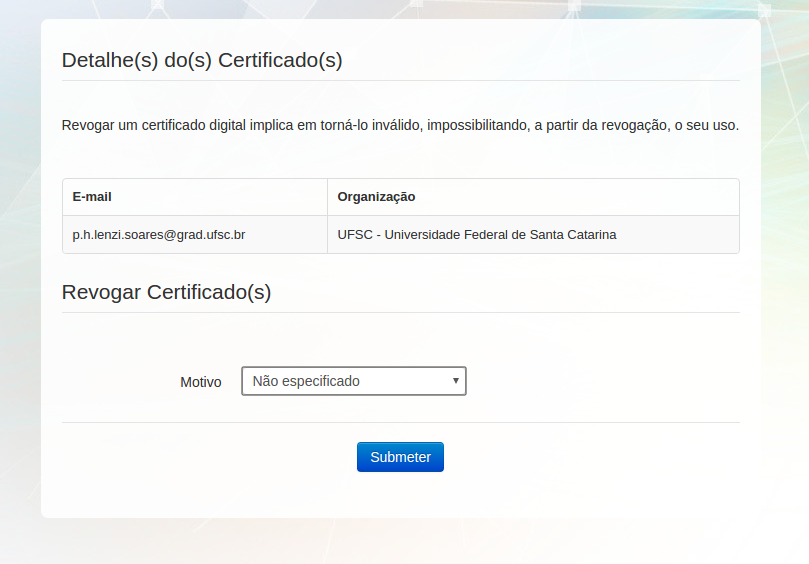 Detalhe(s) do(s) Certificado(s)
Revogar um certificado digital implica em torná-lo inválido, impossibilitando, a partir da revogação, o seu uso.
E-mail Organização
p.h.lenzi.soares@grad.ufsc.br UFSC - Universidade Federal de Santa Catarina
Revogar Certificado(s)
Motivo Não especificado
Submeter